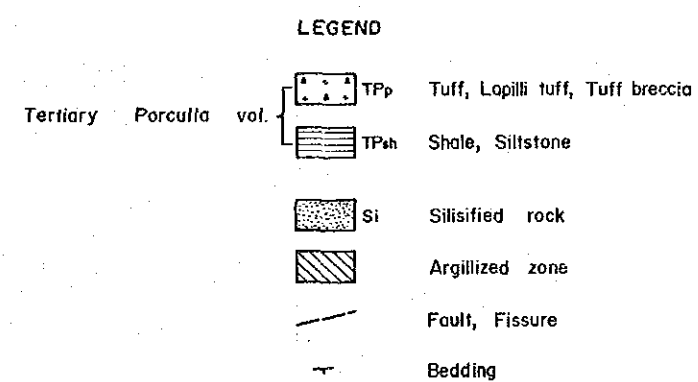 LEGEND
TPp Tuff, Lapilli tuff, Tuff breccia
Tertiary Porculla vol.
TPsh Shale, Siltstone
Si Silisified rock
Argillized zone
Fault, Fissure
Bedding